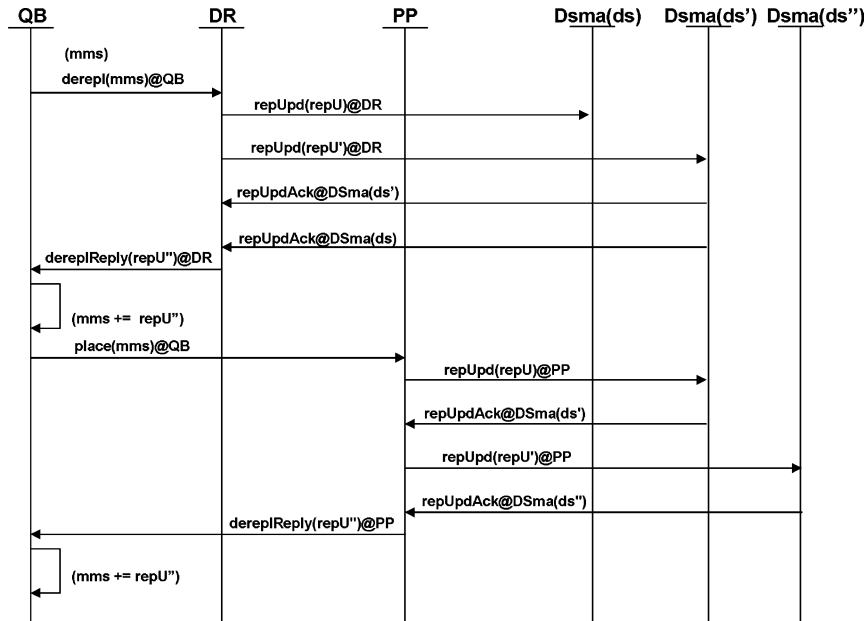 QB DR PP Dsma(ds) Dsma(ds') Dsma(ds'')
(mms)
derepl(mms)@QB
repUpd(repU)@DR
repUpd(repU')@DR
repUpdAck@DSma(ds')
repUpdAck@DSma(ds)
dereplReply(repU")@DR
(mms += repU")
place(mms)@QB
repUpd(repU)@PP
repUpdAck@DSma(ds')
repUpd(repU')@PP
repUpdAck@DSma(ds")
dereplReply(repU")@PP
(mms += repU")